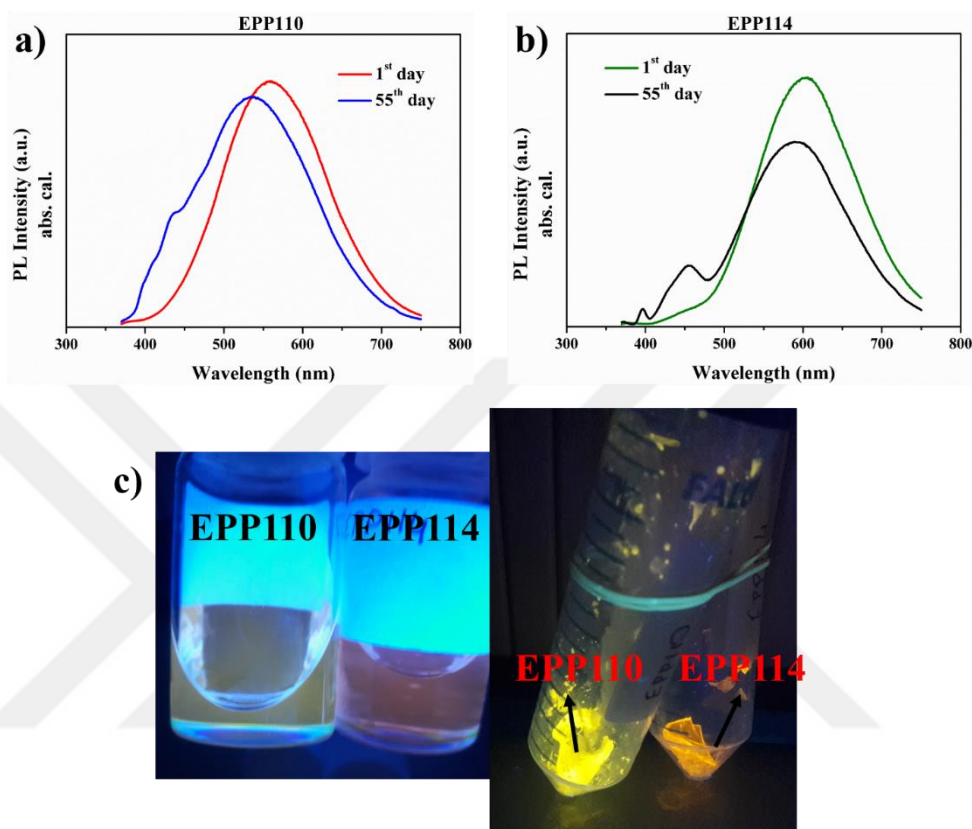 EPP110
a)
1st day
55th day
PL Intensity (a.u.)
abs. cal.
300 400 500 600 700 800
Wavelength (nm)
EPP114
b)
1st day
55th day
PL Intensity (a.u.)
abs. cal.
300 400 500 600 700 800
Wavelength (nm)
c)
EPP110 EPP114
EPP110 EPP114
EPP110
EPP114